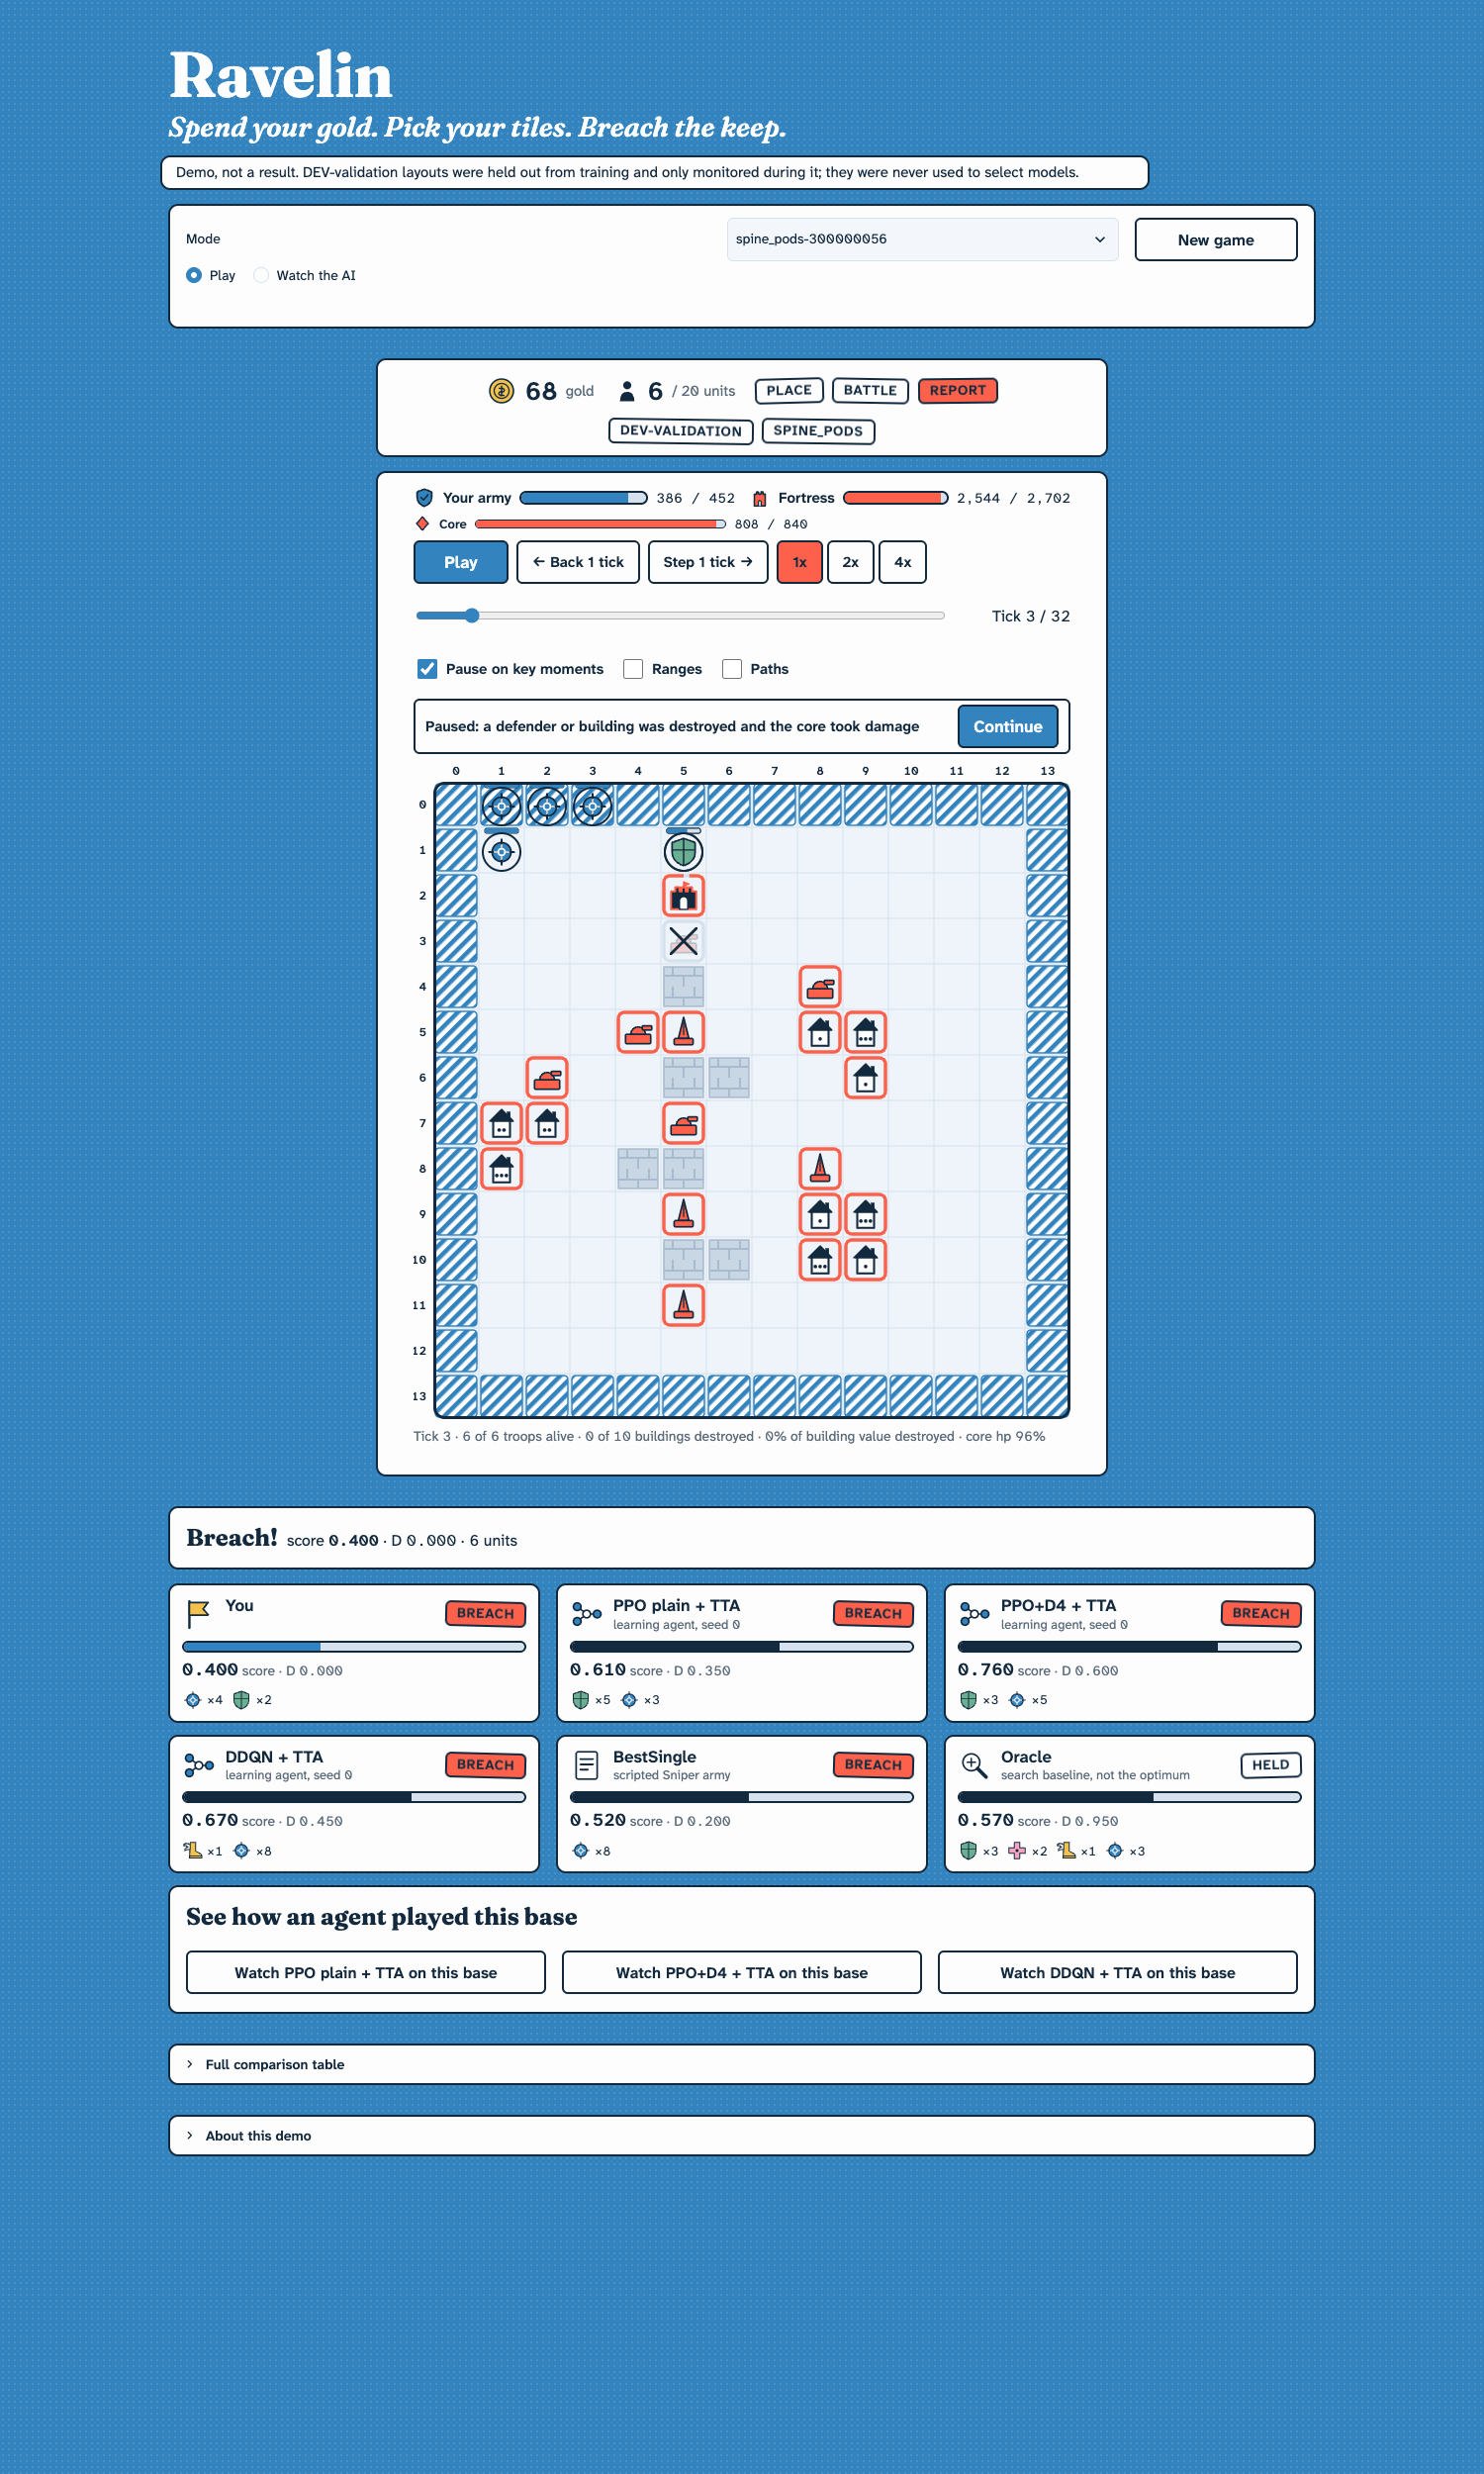 Ravelin
Spend your gold. Pick your tiles. Breach the keep.
Demo, not a result. DEV-validation layouts were held out from training and only monitored during it; they were never used to select models.
Mode
spine_pods-300000056
New game
Play
Watch the AI
68 gold
6 / 20 units
PLACE
BATTLE
REPORT
DEV-VALIDATION
SPINE_PODS
Your army 386 / 452
Fortress 2,544 / 2,702
Core 808 / 840
Play
← Back 1 tick
Step 1 tick →
1x
2x
4x
Tick 3 / 32
Pause on key moments
Ranges
Paths
Paused: a defender or building was destroyed and the core took damage
Continue
0 1 2 3 4 5 6 7 8 9 10 11 12 13
0
1
2
3
4
5
6
7
8
9
10
11
12
13
Tick 3 · 6 of 6 troops alive · 0 of 10 buildings destroyed · 0% of building value destroyed · core hp 96%
Breach! score 0.400 · D 0.000 · 6 units
You
BREACH
0.400 score · D 0.000
×4 ×2
PPO plain + TTA
learning agent, seed 0
BREACH
0.610 score · D 0.350
×5 ×3
PPO+D4 + TTA
learning agent, seed 0
BREACH
0.760 score · D 0.600
×3 ×5
DDQN + TTA
learning agent, seed 0
BREACH
0.670 score · D 0.450
×1 ×8
BestSingle
scripted Sniper army
BREACH
0.520 score · D 0.200
×8
Oracle
search baseline, not the optimum
HELD
0.570 score · D 0.950
×3 ×2 ×1 ×3
See how an agent played this base
Watch PPO plain + TTA on this base
Watch PPO+D4 + TTA on this base
Watch DDQN + TTA on this base
Full comparison table
About this demo